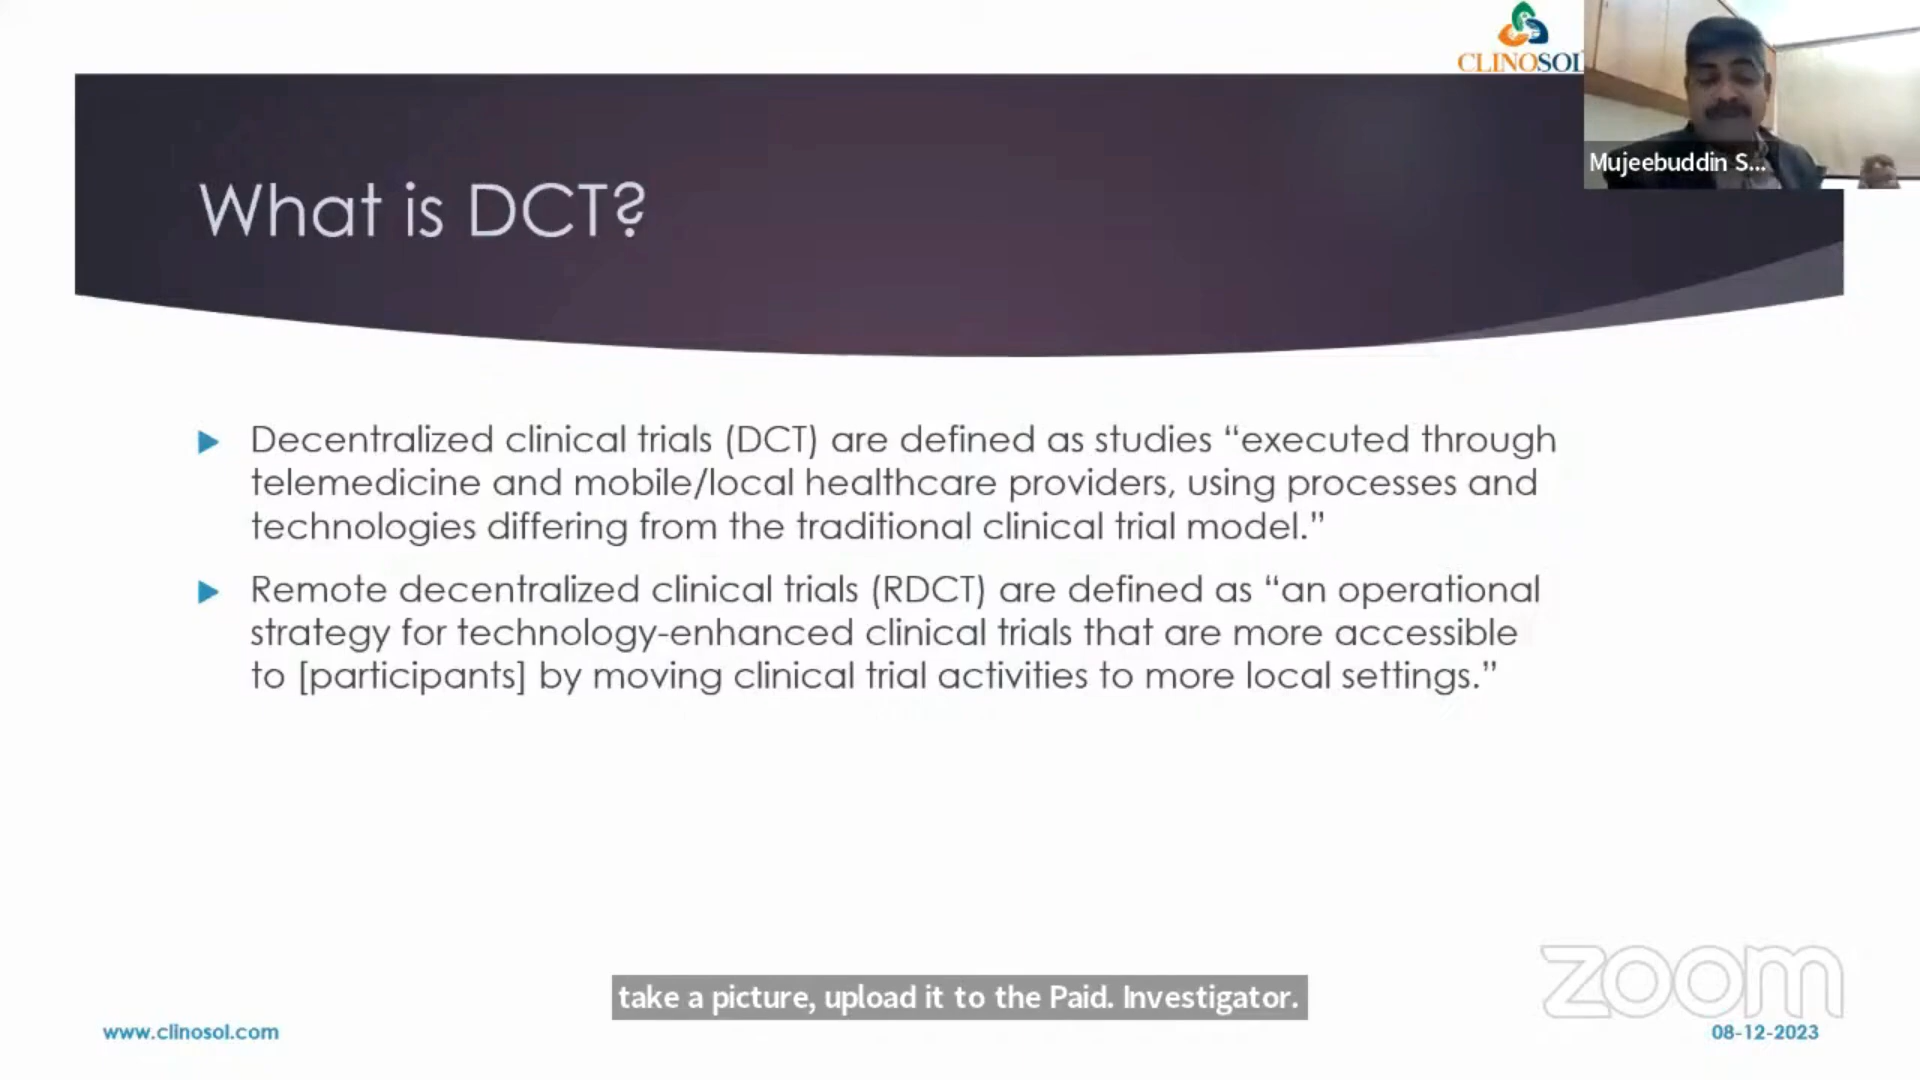 CLINOSOL
Mujeebuddin S...
What is DCT?
Decentralized clinical trials (DCT) are defined as studies “executed through
telemedicine and mobile/local healthcare providers, using processes and
technologies differing from the traditional clinical trial model.”
Remote decentralized clinical trials (RDCT) are defined as “an operational
strategy for technology-enhanced clinical trials that are more accessible
to [participants] by moving clinical trial activities to more local settings.”
zoom
take a picture, upload it to the Paid. Investigator.
www.clinosol.com
08-12-2023